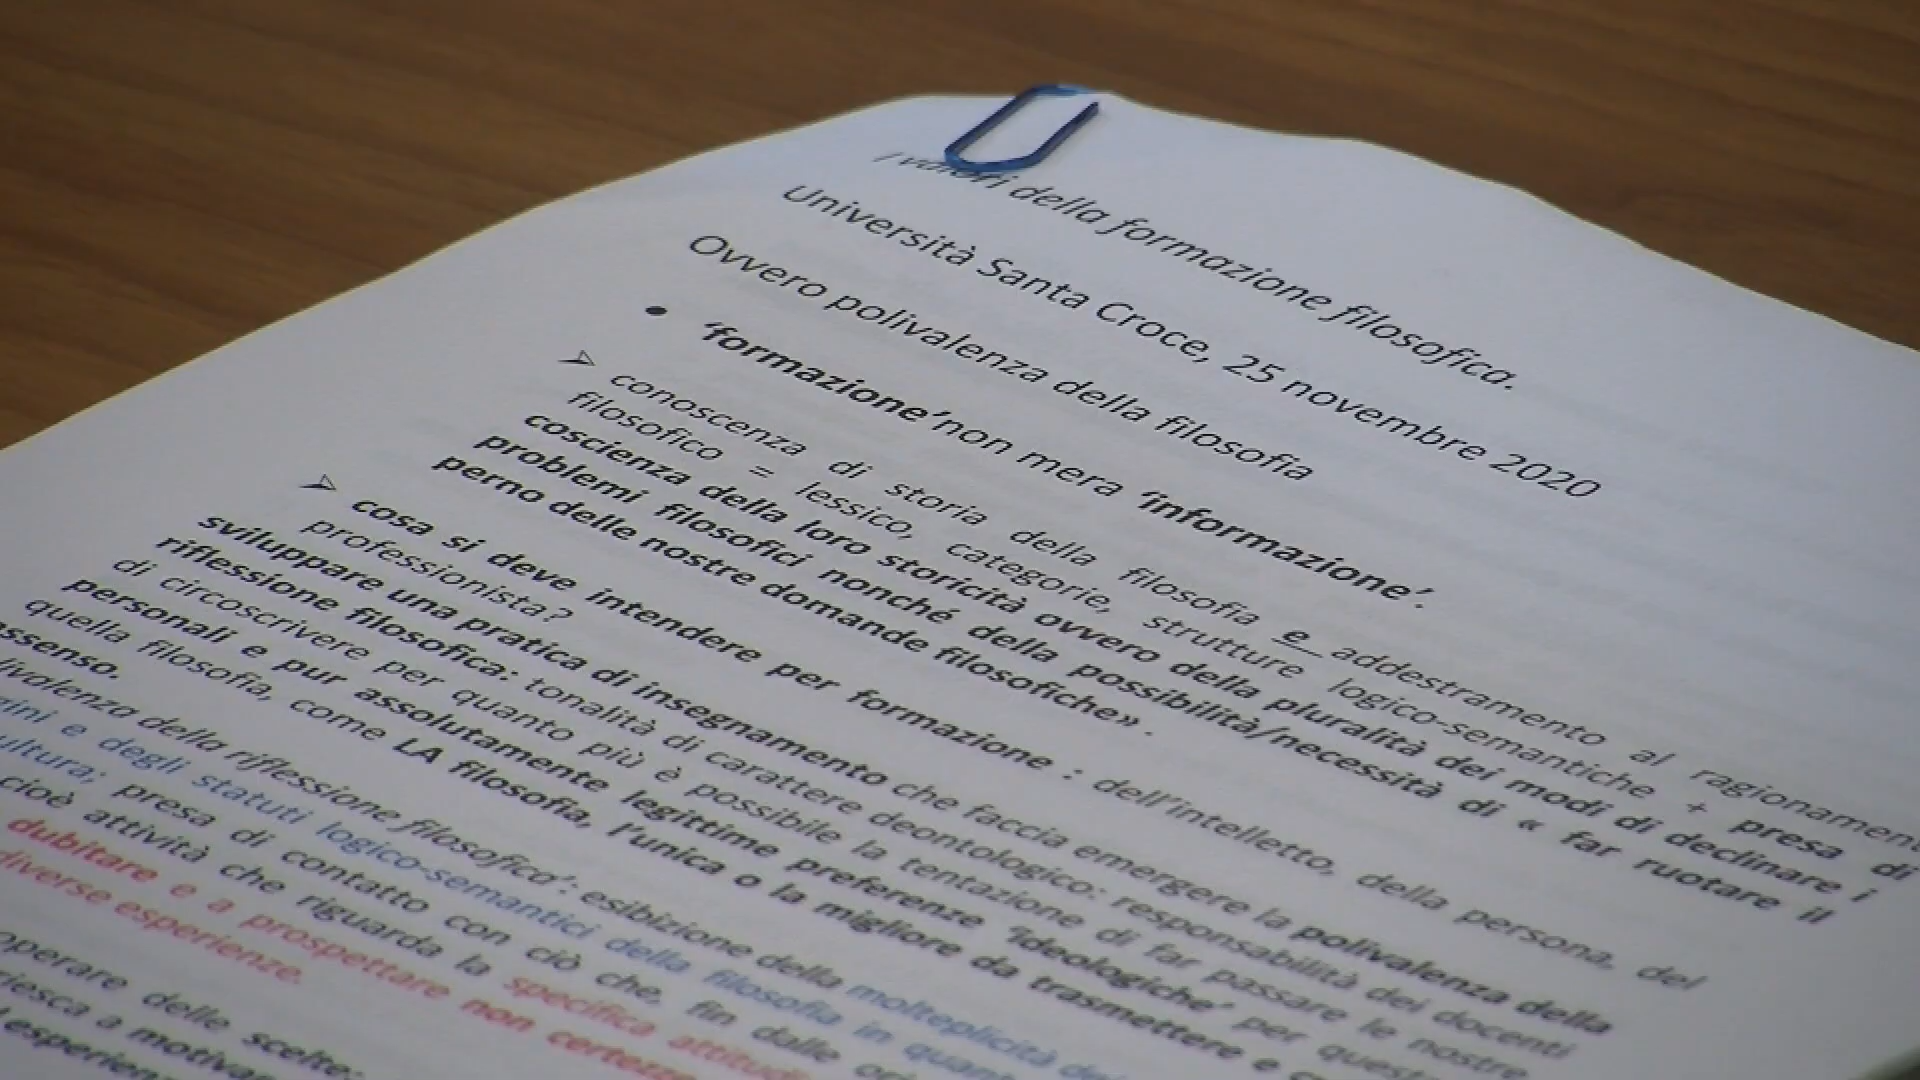 I valori della formazione filosofica.
Università Santa Croce, 25 novembre 2020
Ovvero polivalenza della filosofia
• 'formazione' non mera 'informazione'.
➢ conoscenza di storia della filosofia e addestramento al ragionament
filosofico = lessico, categorie, strutture logico-semantiche + presa di
coscienza della loro storicità ovvero della pluralità dei modi di declinare i
problemi filosofici nonché della possibilità/necessità di « far ruotare il
perno delle nostre domande filosofiche» .
➢ cosa si deve intendere per formazione : dell'intelletto, della persona, del
professionista?
sviluppare una pratica di insegnamento che faccia emergere la polivalenza della
riflessione filosofica: tonalità di carattere deontologico: responsabilità dei docenti
di circoscrivere per quanto più è possibile la tentazione di far passare le nostre
personali e pur assolutamente legittime preferenze 'ideologiche' per
quella filosofia, come LA filosofia, l'unica o la migliore da trasmettere e
assenso.
della riflessione filosofica': esibizione della molteplicità
e degli statuti logico-semantici della filosofia in
presa di contatto con ciò che, fin dalle
cioè attività che riguarda la specifica
dubitare e a prospettare non certezze
diverse esperienze.
operare delle scelte:
riesca a